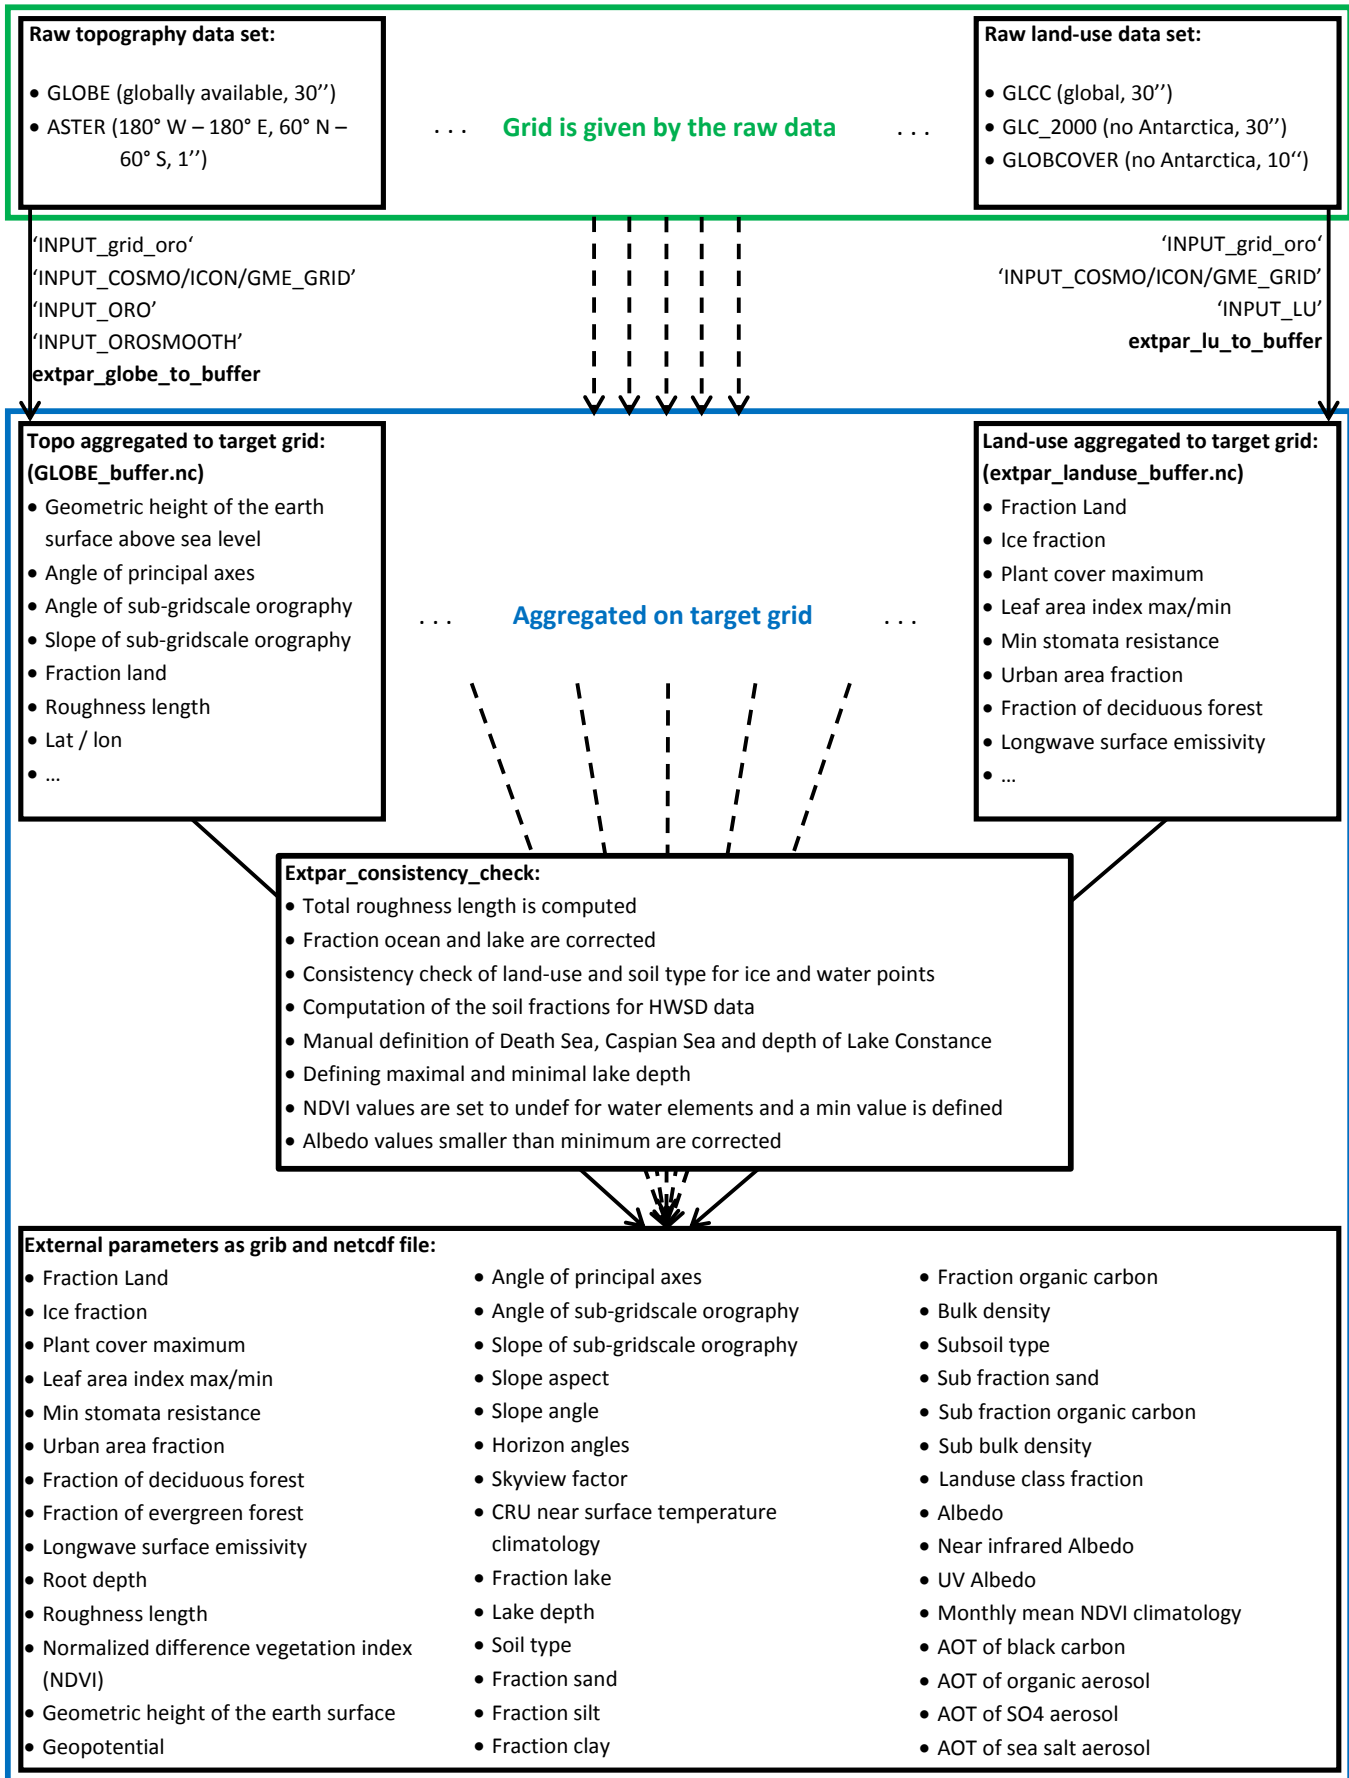 Raw topography data set:
• GLOBE (globally available, 30’’)
• ASTER (180° W – 180° E, 60° N –
60° S, 1’’)
. . . Grid is given by the raw data . . .
Raw land-use data set:
• GLCC (global, 30’’)
• GLC_2000 (no Antarctica, 30’’)
• GLOBCOVER (no Antarctica, 10‘‘)
‘INPUT_grid_oro‘
‘INPUT_COSMO/ICON/GME_GRID’
‘INPUT_ORO’
‘INPUT_OROSMOOTH’
extpar_globe_to_buffer
‘INPUT_grid_oro‘
‘INPUT_COSMO/ICON/GME_GRID’
‘INPUT_LU’
extpar_lu_to_buffer
Topo aggregated to target grid:
(GLOBE_buffer.nc)
• Geometric height of the earth
surface above sea level
• Angle of principal axes
• Angle of sub-gridscale orography
• Slope of sub-gridscale orography
• Fraction land
• Roughness length
• Lat / lon
• ...
. . . Aggregated on target grid . . .
Land-use aggregated to target grid:
(extpar_landuse_buffer.nc)
• Fraction Land
• Ice fraction
• Plant cover maximum
• Leaf area index max/min
• Min stomata resistance
• Urban area fraction
• Fraction of deciduous forest
• Longwave surface emissivity
• ...
Extpar_consistency_check:
• Total roughness length is computed
• Fraction ocean and lake are corrected
• Consistency check of land-use and soil type for ice and water points
• Computation of the soil fractions for HWSD data
• Manual definition of Death Sea, Caspian Sea and depth of Lake Constance
• Defining maximal and minimal lake depth
• NDVI values are set to undef for water elements and a min value is defined
• Albedo values smaller than minimum are corrected
External parameters as grib and netcdf file:
• Fraction Land
• Ice fraction
• Plant cover maximum
• Leaf area index max/min
• Min stomata resistance
• Urban area fraction
• Fraction of deciduous forest
• Fraction of evergreen forest
• Longwave surface emissivity
• Root depth
• Roughness length
• Normalized difference vegetation index
(NDVI)
• Geometric height of the earth surface
• Geopotential
• Angle of principal axes
• Angle of sub-gridscale orography
• Slope of sub-gridscale orography
• Slope aspect
• Slope angle
• Horizon angles
• Skyview factor
• CRU near surface temperature
climatology
• Fraction lake
• Lake depth
• Soil type
• Fraction sand
• Fraction silt
• Fraction clay
• Fraction organic carbon
• Bulk density
• Subsoil type
• Sub fraction sand
• Sub fraction organic carbon
• Sub bulk density
• Landuse class fraction
• Albedo
• Near infrared Albedo
• UV Albedo
• Monthly mean NDVI climatology
• AOT of black carbon
• AOT of organic aerosol
• AOT of SO4 aerosol
• AOT of sea salt aerosol